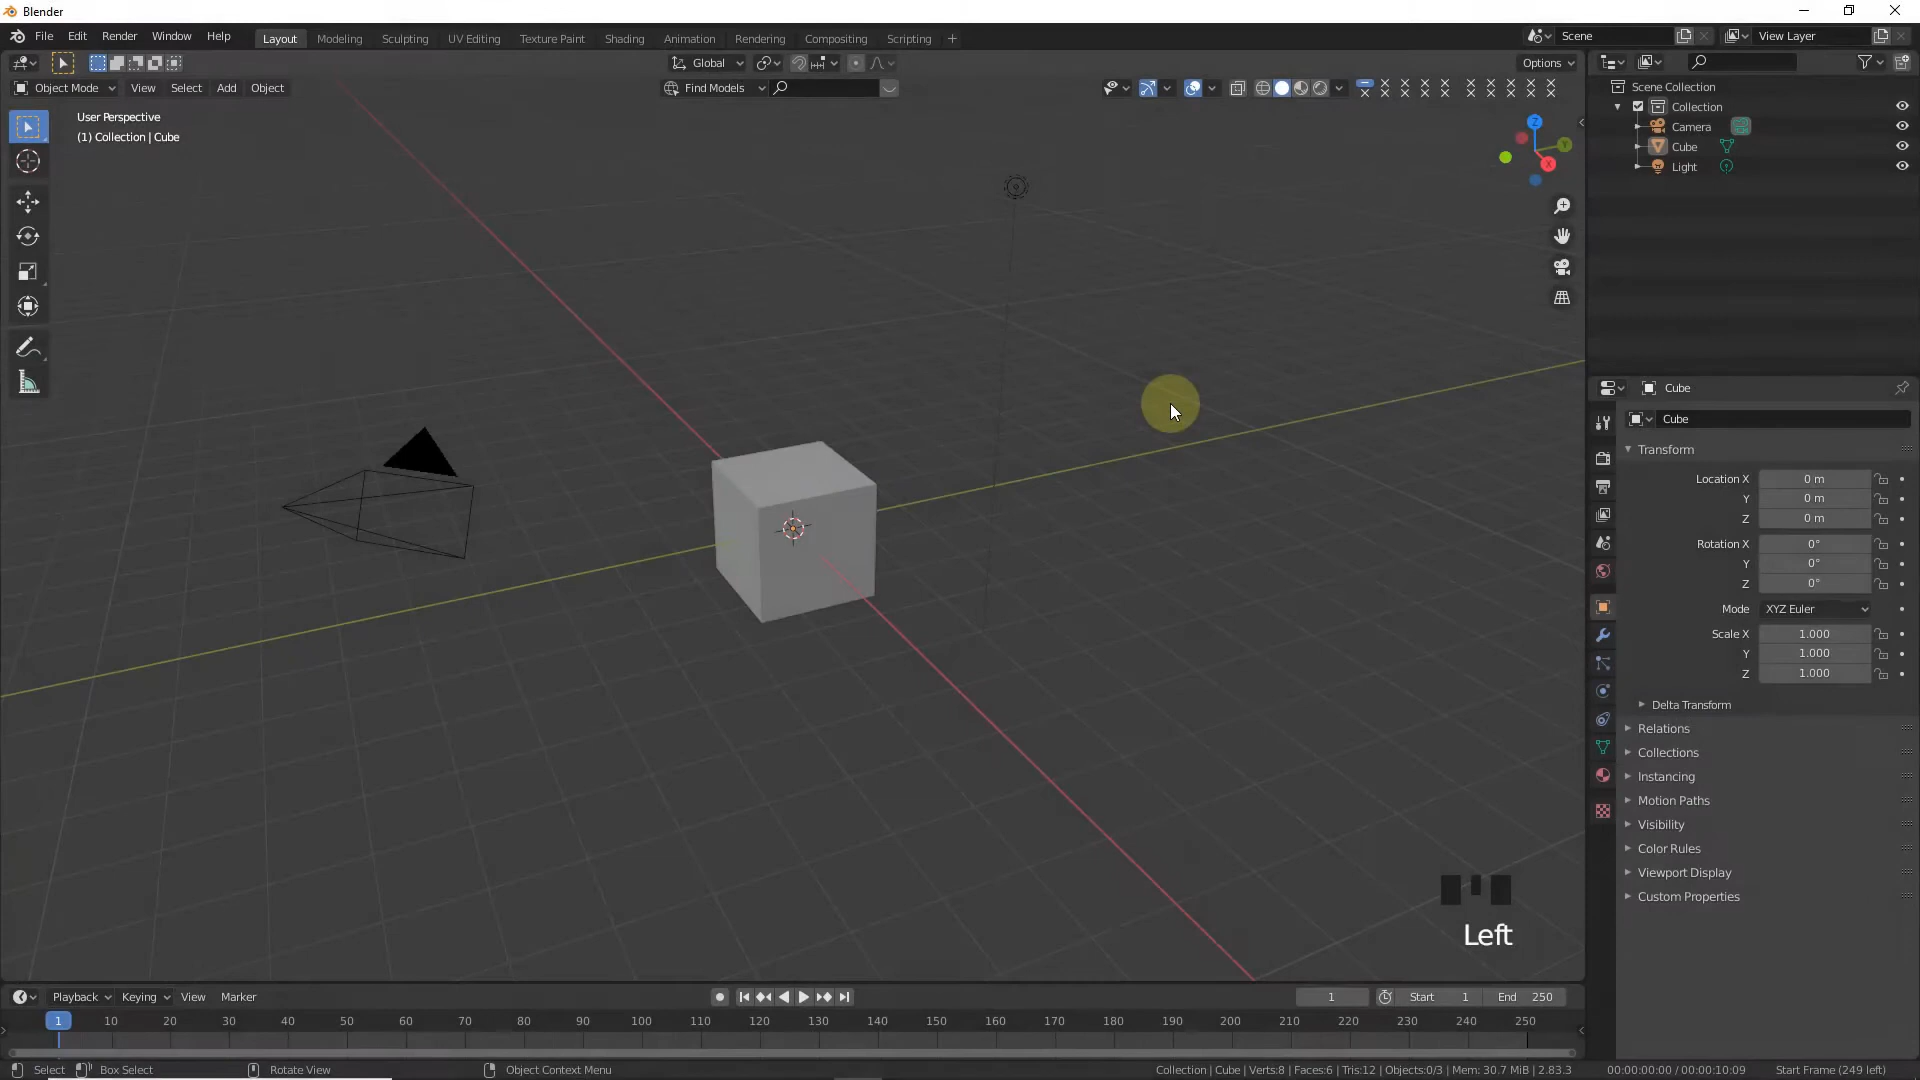 Blender
File Edit Render Window Help
Layout Modeling Sculpting UV Editing Texture Paint Shading Animation Rendering Compositing Scripting +
Scene
View Layer
Global
Options
Object Mode View Select Add Object
Find Models
User Perspective
(1) Collection | Cube
Z
Y
X
Scene Collection
Collection
Camera
Cube
Light
Cube
Cube
Transform
Location X 0 m
Y 0 m
Z 0 m
Rotation X 0°
Y 0°
Z 0°
Mode XYZ Euler
Scale X 1.000
Y 1.000
Z 1.000
Delta Transform
Relations
Collections
Instancing
Motion Paths
Visibility
Color Rules
Viewport Display
Custom Properties
Left
Playback Keying View Marker
1 Start 1 End 250
1 10 20 30 40 50 60 70 80 90 100 110 120 130 140 150 160 170 180 190 200 210 220 230 240 250
Select Box Select Rotate View Object Context Menu
Collection | Cube | Verts:8 | Faces:6 | Tris:12 | Objects:0/3 | Mem: 30.7 MiB | 2.83.3
00:00:00:00 / 00:00:10:09 Start Frame (249 left)